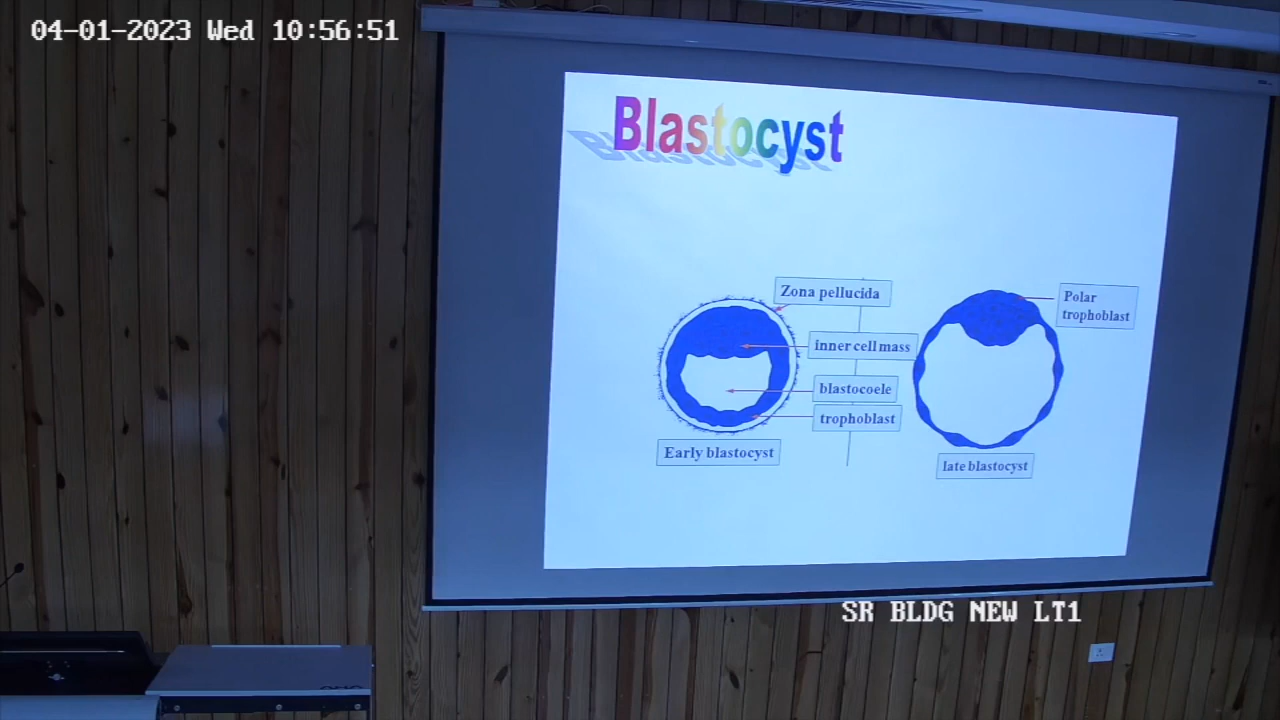 04-01-2023 Wed 10:56:51
Blastocyst
Zona pellucida
inner cell mass
blastocoele
trophoblast
Early blastocyst
Polar
trophoblast
late blastocyst
SR BLDG NEW LT1